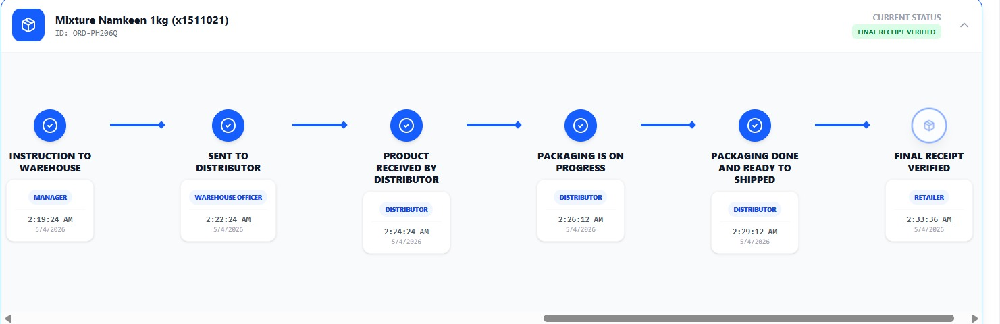 Mixture Namkeen 1kg (x1511021)
ID: ORD-PH206Q
CURRENT STATUS
FINAL RECEIPT VERIFIED
INSTRUCTION TO
WAREHOUSE
MANAGER
2:19:24 AM
5/4/2026
SENT TO
DISTRIBUTOR
WAREHOUSE OFFICER
2:22:24 AM
5/4/2026
PRODUCT
RECEIVED BY
DISTRIBUTOR
DISTRIBUTOR
2:24:24 AM
5/4/2026
PACKAGING IS ON
PROGRESS
DISTRIBUTOR
2:26:12 AM
5/4/2026
PACKAGING DONE
AND READY TO
SHIPPED
DISTRIBUTOR
2:29:12 AM
5/4/2026
FINAL RECEIPT
VERIFIED
RETAILER
2:33:36 AM
5/4/2026